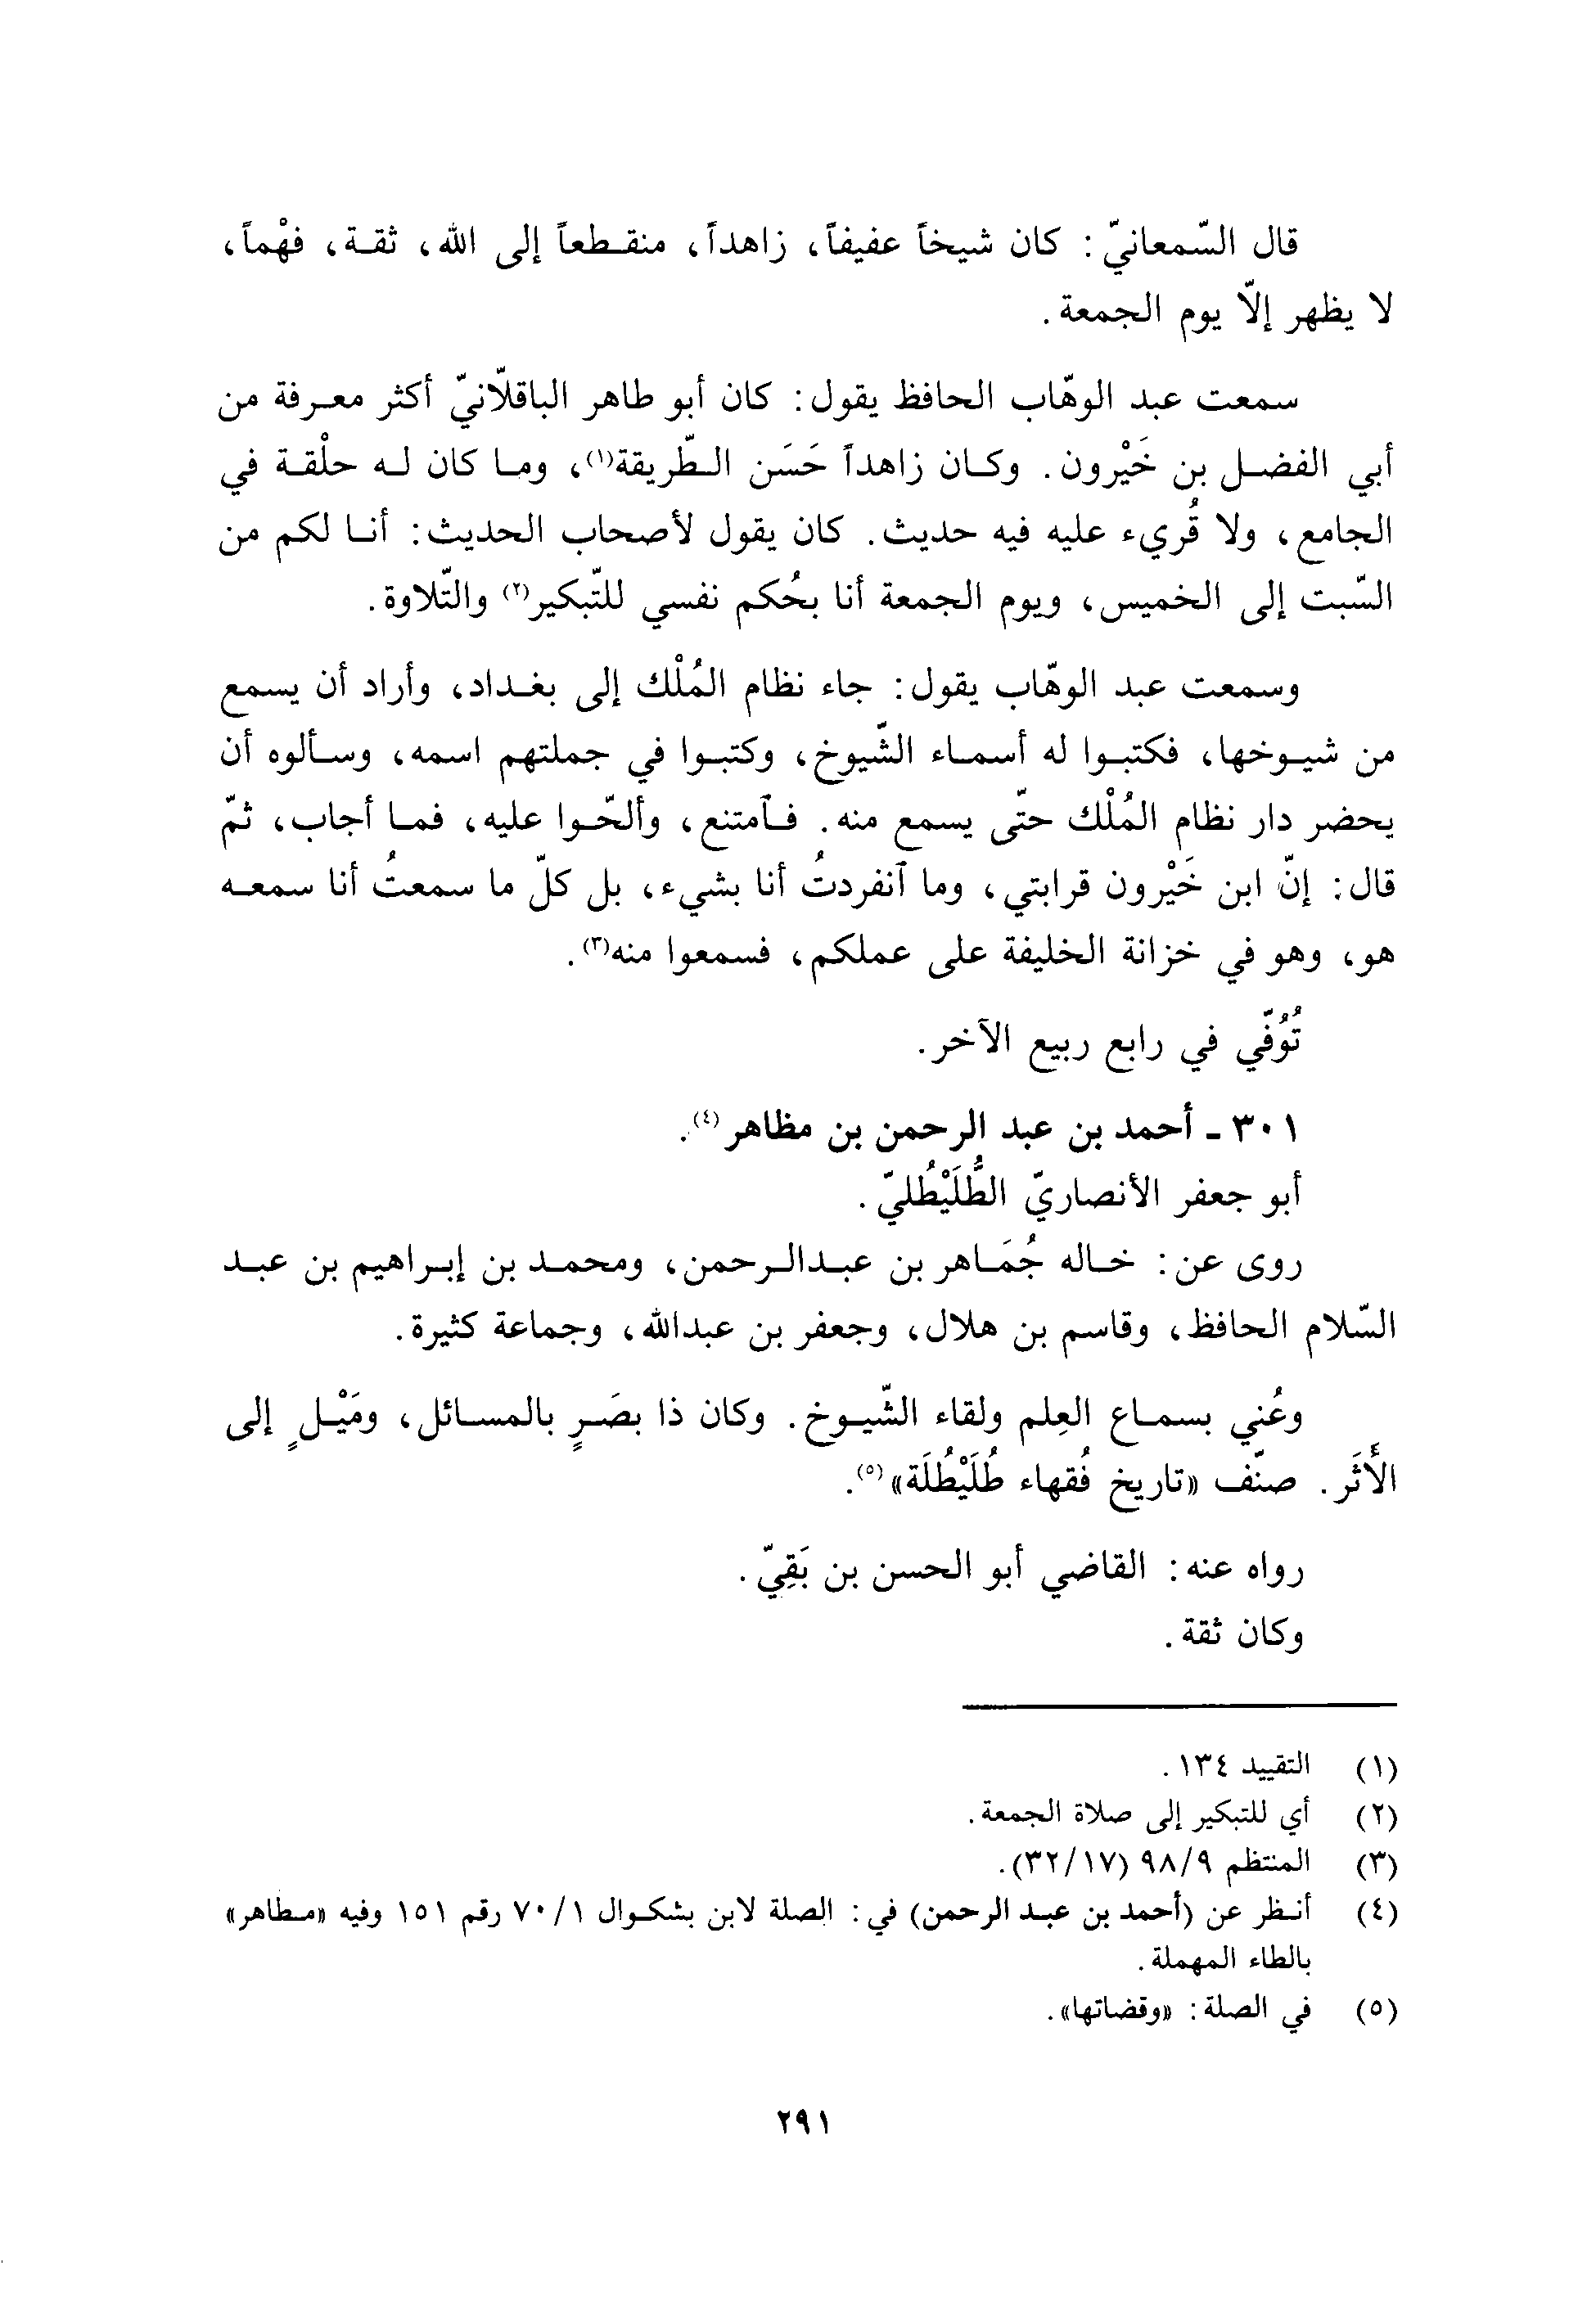 قال السّمعانيّ: كان شيخاً عفيفاً، زاهداً، منقطعاً إلى الله، ثقة، فهْماً،
لا يظهر إلّا يوم الجمعة.
سمعت عبد الوهّاب الحافظ يقول: كان أبو طاهر الباقلّانيّ أكثر معرفة من
أبي الفضل بن خَيْرون. وكان زاهداً حَسَن الطّريقة(١)، وما كان له حلْقة في
الجامع، ولا قُريء عليه فيه حديث. كان يقول لأصحاب الحديث: أنا لكم من
السّبت إلى الخميس، ويوم الجمعة أنا بحُكم نفسي للتّبكير(٢) والتّلاوة.
وسمعت عبد الوهّاب يقول: جاء نظام المُلْك إلى بغداد، وأراد أن يسمع
من شيوخها، فكتبوا له أسماء الشّيوخ، وكتبوا في جملتهم اسمه، وسألوه أن
يحضر دار نظام المُلْك حتّى يسمع منه. فٱمتنع، وألحّوا عليه، فما أجاب، ثمّ
قال: إنّ ابن خَيْرون قرابتي، وما ٱنفردتُ أنا بشيء، بل كلّ ما سمعتُ أنا سمعه
هو، وهو في خزانة الخليفة على عملكم، فسمعوا منه(٣).
تُوُفّي في رابع ربيع الآخر.
٣٠١ - أحمد بن عبد الرحمن بن مظاهر(٤).
أبو جعفر الأنصاريّ الطُّلَيْطُليّ.
روى عن: خاله جُمَاهر بن عبدالرحمن، ومحمد بن إبراهيم بن عبد
السّلام الحافظ، وقاسم بن هلال، وجعفر بن عبدالله، وجماعة كثيرة.
وعُني بسماع العِلم ولقاء الشّيوخ. وكان ذا بصَرٍ بالمسائل، ومَيْلٍ إلى
الأَثَر. صنّف «تاريخ فُقهاء طُلَيْطُلَة»(٥).
رواه عنه: القاضي أبو الحسن بن بَقِيّ.
وكان ثقة.
(١) التقييد ١٣٤.
(٢) أي للتبكير إلى صلاة الجمعة.
(٣) المنتظم ٩٨/٩ (٣٢/١٧).
(٤) أنظر عن (أحمد بن عبد الرحمن) في: الصلة لابن بشكوال ٧٠/١ رقم ١٥١ وفيه «مطاهر»
بالطاء المهملة.
(٥) في الصلة: «وقضاتها».
٢٩١